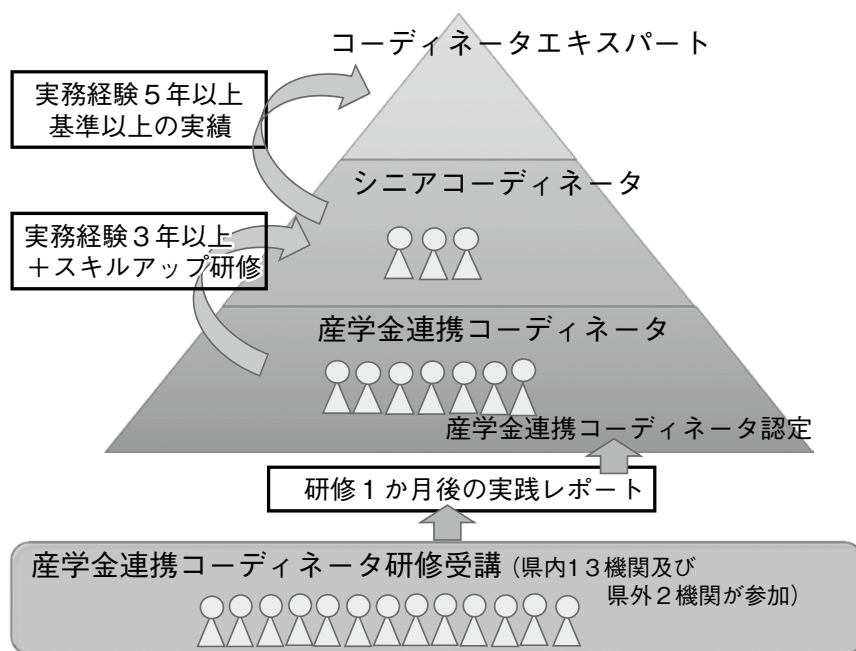 コーディネータエキスパート
実務経験５年以上
基準以上の実績
シニアコーディネータ
実務経験３年以上
＋スキルアップ研修
産学金連携コーディネータ
産学金連携コーディネータ認定
研修１か月後の実践レポート
産学金連携コーディネータ研修受講（県内1３機関及び
県外２機関が参加）